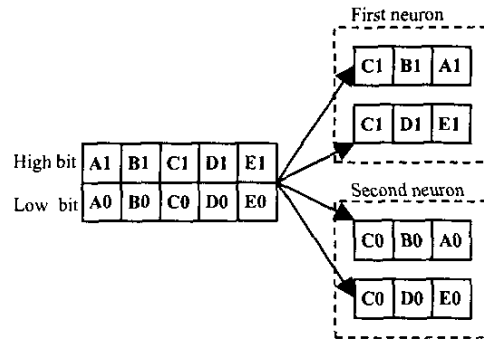 First neuron
C1 B1 A1
C1 D1 E1
High bit A1 B1 C1 D1 E1
Low bit A0 B0 C0 D0 E0
Second neuron
C0 B0 A0
C0 D0 E0